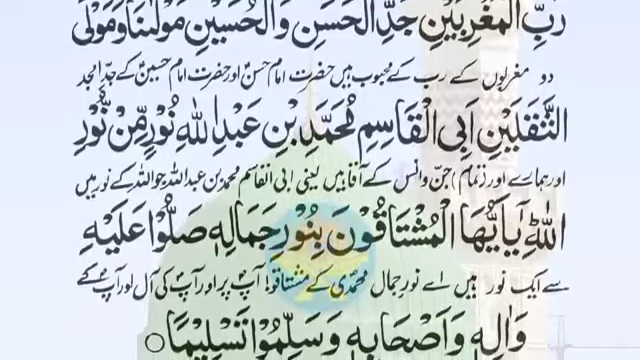 رَبِّ الْمَغْرِبَيْنِ جَدِّ الْحَسَنِ وَالْحُسَيْنِ مَوْلٰنَا وَمَوْلَى
دو مغربوں کے رب کے محبوب ہیں حضرت امام حسنؓ اور حضرت امام حسینؓ کے جدِ امجد
الثَّقَلَيْنِ اَبِى الْقَاسِمِ مُحَمَّدِ بْنِ عَبْدِ اللّٰهِ نُوْرٍ مِّنْ نُّوْرِ
اور ہمارے اور (تمام) جن و انس کے آقا ہیں یعنی ابی القاسم محمد بن عبداللہ جو اللہ کے نور میں
اللّٰهِ يٰٓاَيُّهَا الْمُشْتَاقُوْنَ بِنُوْرِ جَمَالِهٖ صَلُّوْا عَلَيْهِ
سے ایک نور ہیں اے نورِ جمال محمدی کے مشتاقو! آپؐ پر اور آپ کی آل اور آپؐ کے
وَاٰلِهٖ وَاَصْحَابِهٖ وَسَلِّمُوْا تَسْلِيْمًا ○